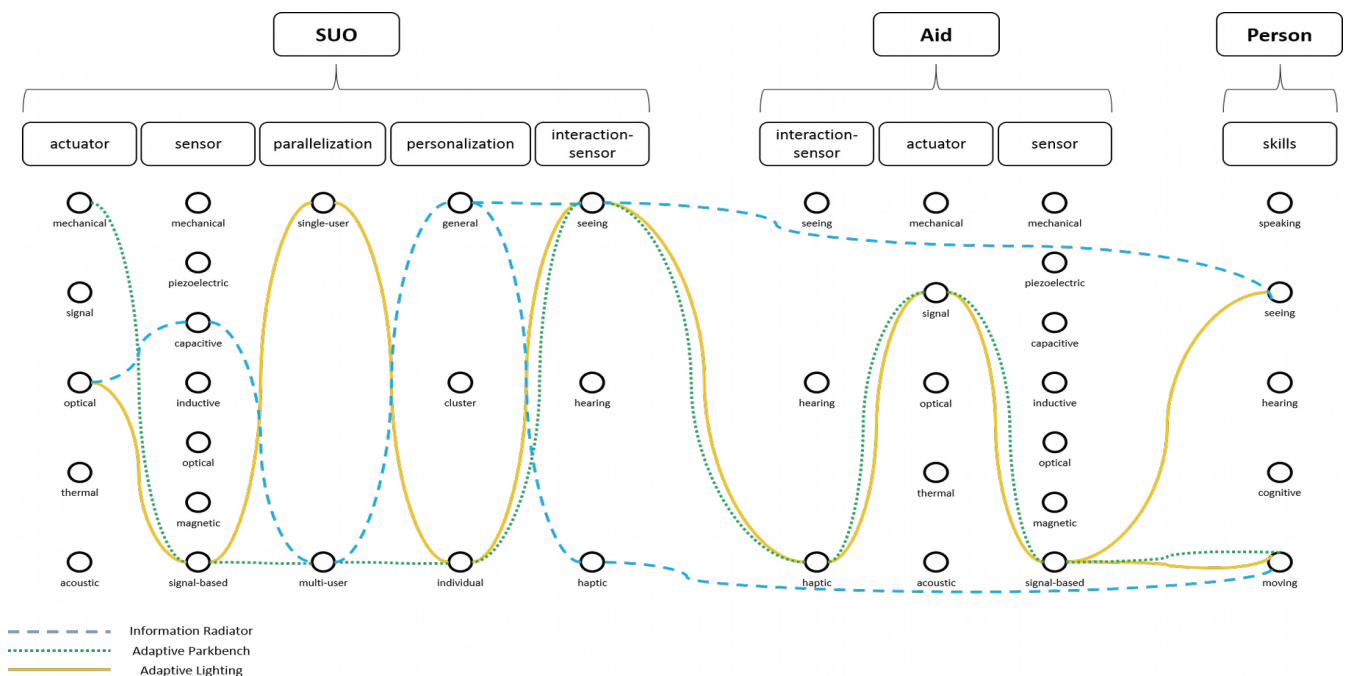 SUO Aid Person
actuator sensor parallelization personalization interaction-sensor interaction-sensor actuator sensor skills
mechanical mechanical single-user general seeing seeing mechanical mechanical speaking
piezoelectric piezoelectric
signal signal seeing
capacitive capacitive
optical inductive cluster hearing hearing optical inductive hearing
optical optical
thermal thermal cognitive
magnetic magnetic
acoustic signal-based multi-user individual haptic haptic acoustic signal-based moving
Information Radiator
Adaptive Parkbench
Adaptive Lighting